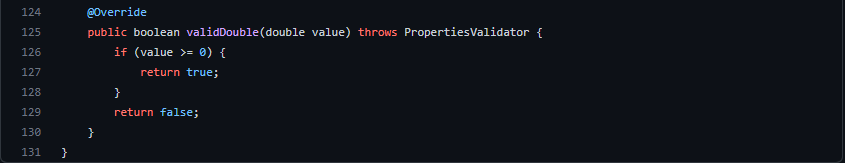 124 @Override
125 public boolean validDouble(double value) throws PropertiesValidator {
126 if (value >= 0) {
127 return true;
128 }
129 return false;
130 }
131 }